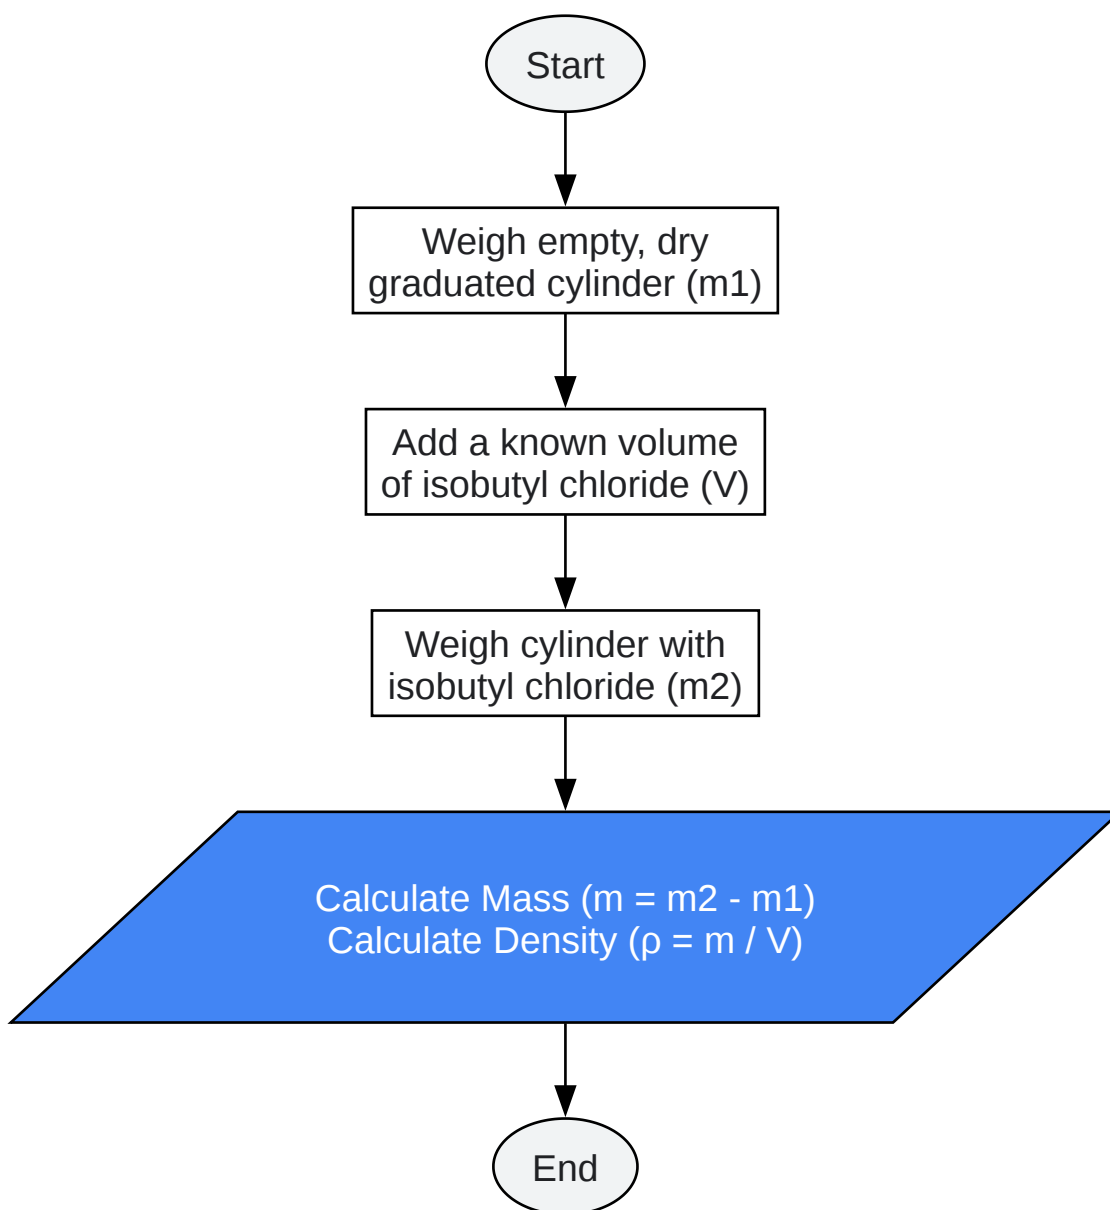 Start
Weigh empty, dry
graduated cylinder (m1)
Add a known volume
of isobutyl chloride (V)
Weigh cylinder with
isobutyl chloride (m2)
Calculate Mass (m = m2 - m1)
Calculate Density (ρ = m / V)
End